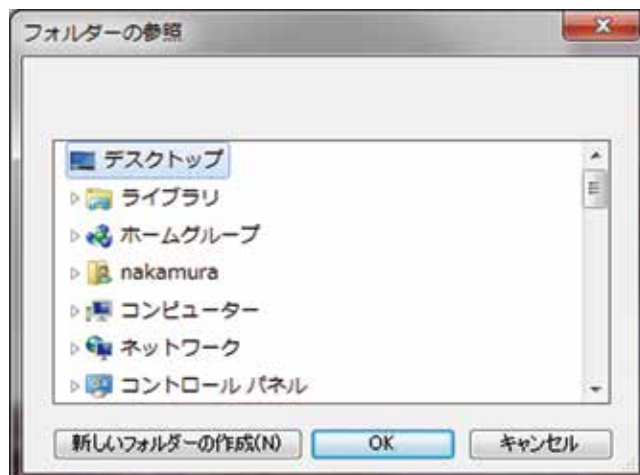 フォルダーの参照
デスクトップ
ライブラリ
ホームグループ
nakamura
コンピューター
ネットワーク
コントロール パネル
新しいフォルダーの作成(N)
OK
キャンセル